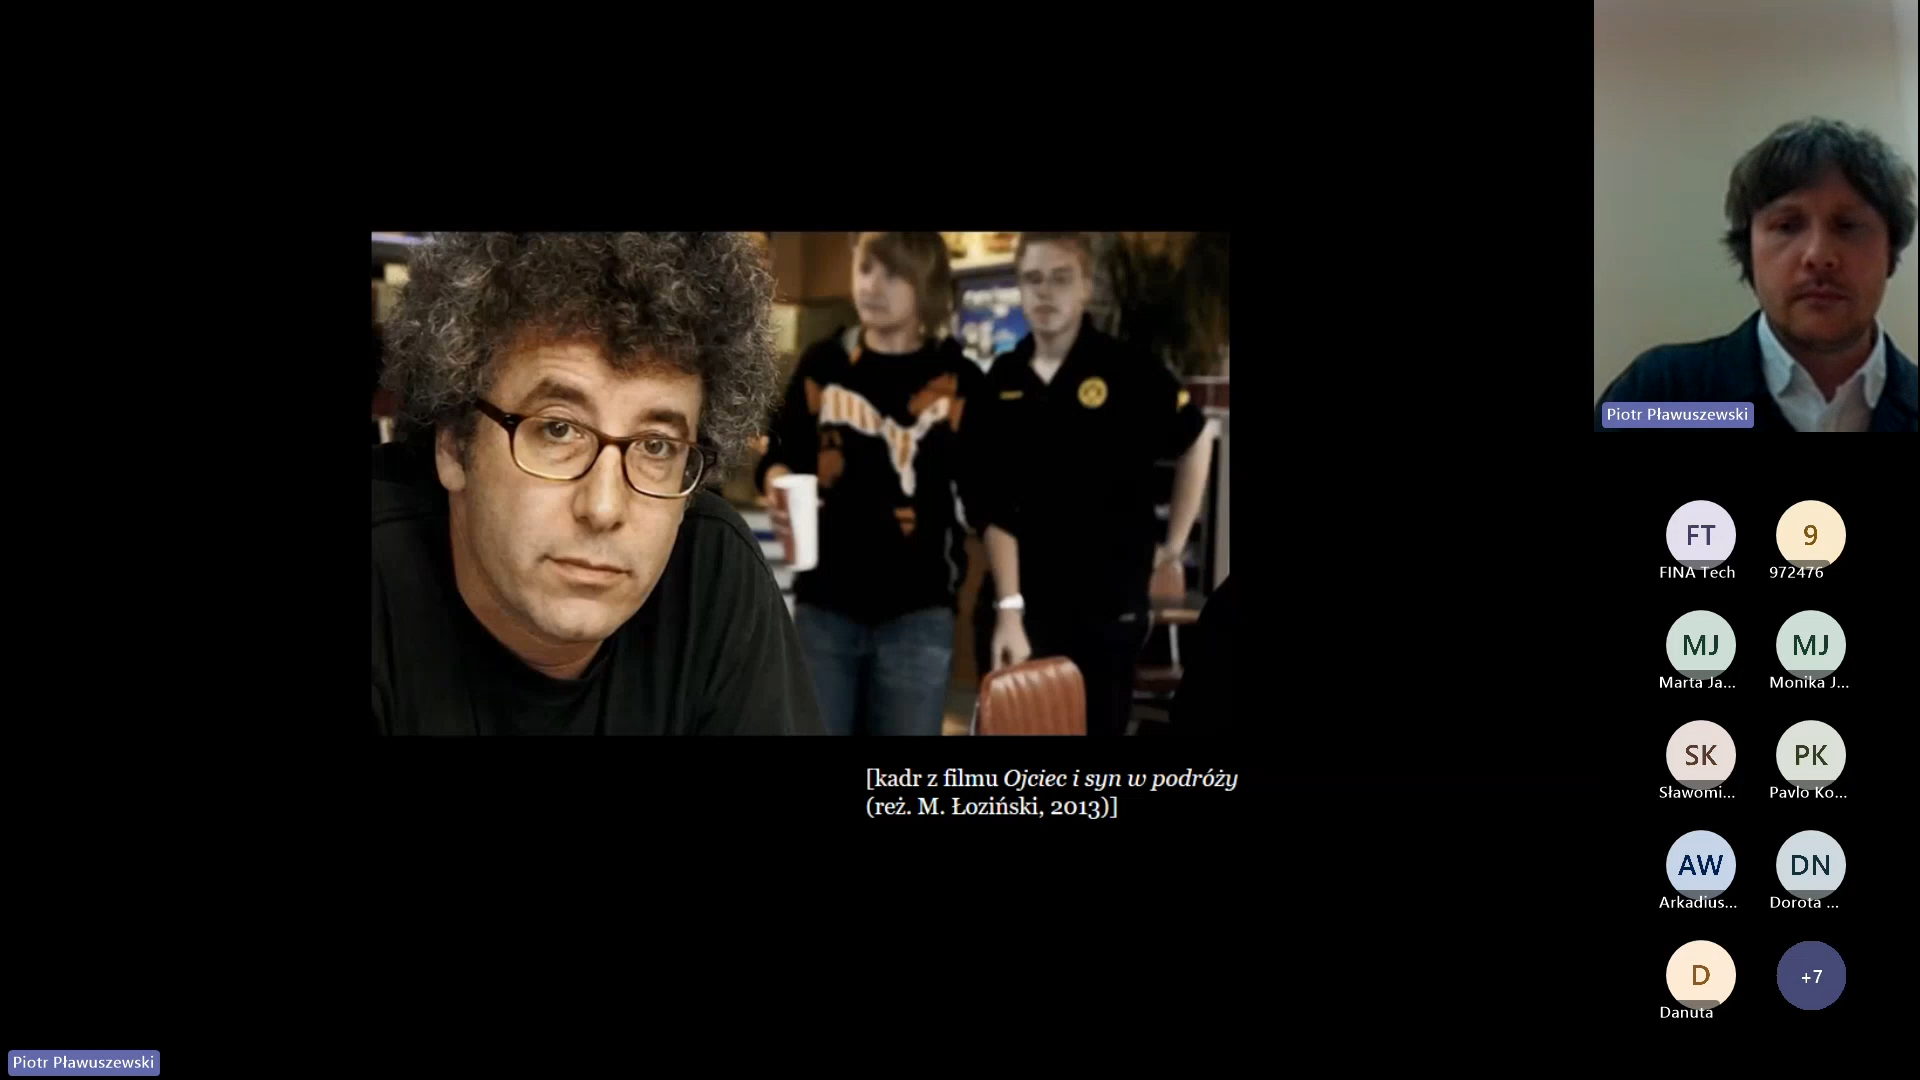 [kadr z filmu Ojciec i syn w podróży
(reż. M. Łoziński, 2013)]
Piotr Pławuszewski
FT
FINA Tech
9
972476
MJ
Marta Ja...
MJ
Monika J...
SK
Sławomi...
PK
Pavlo Ko...
AW
Arkadius...
DN
Dorota ...
D
Danuta
+7
Piotr Pławuszewski